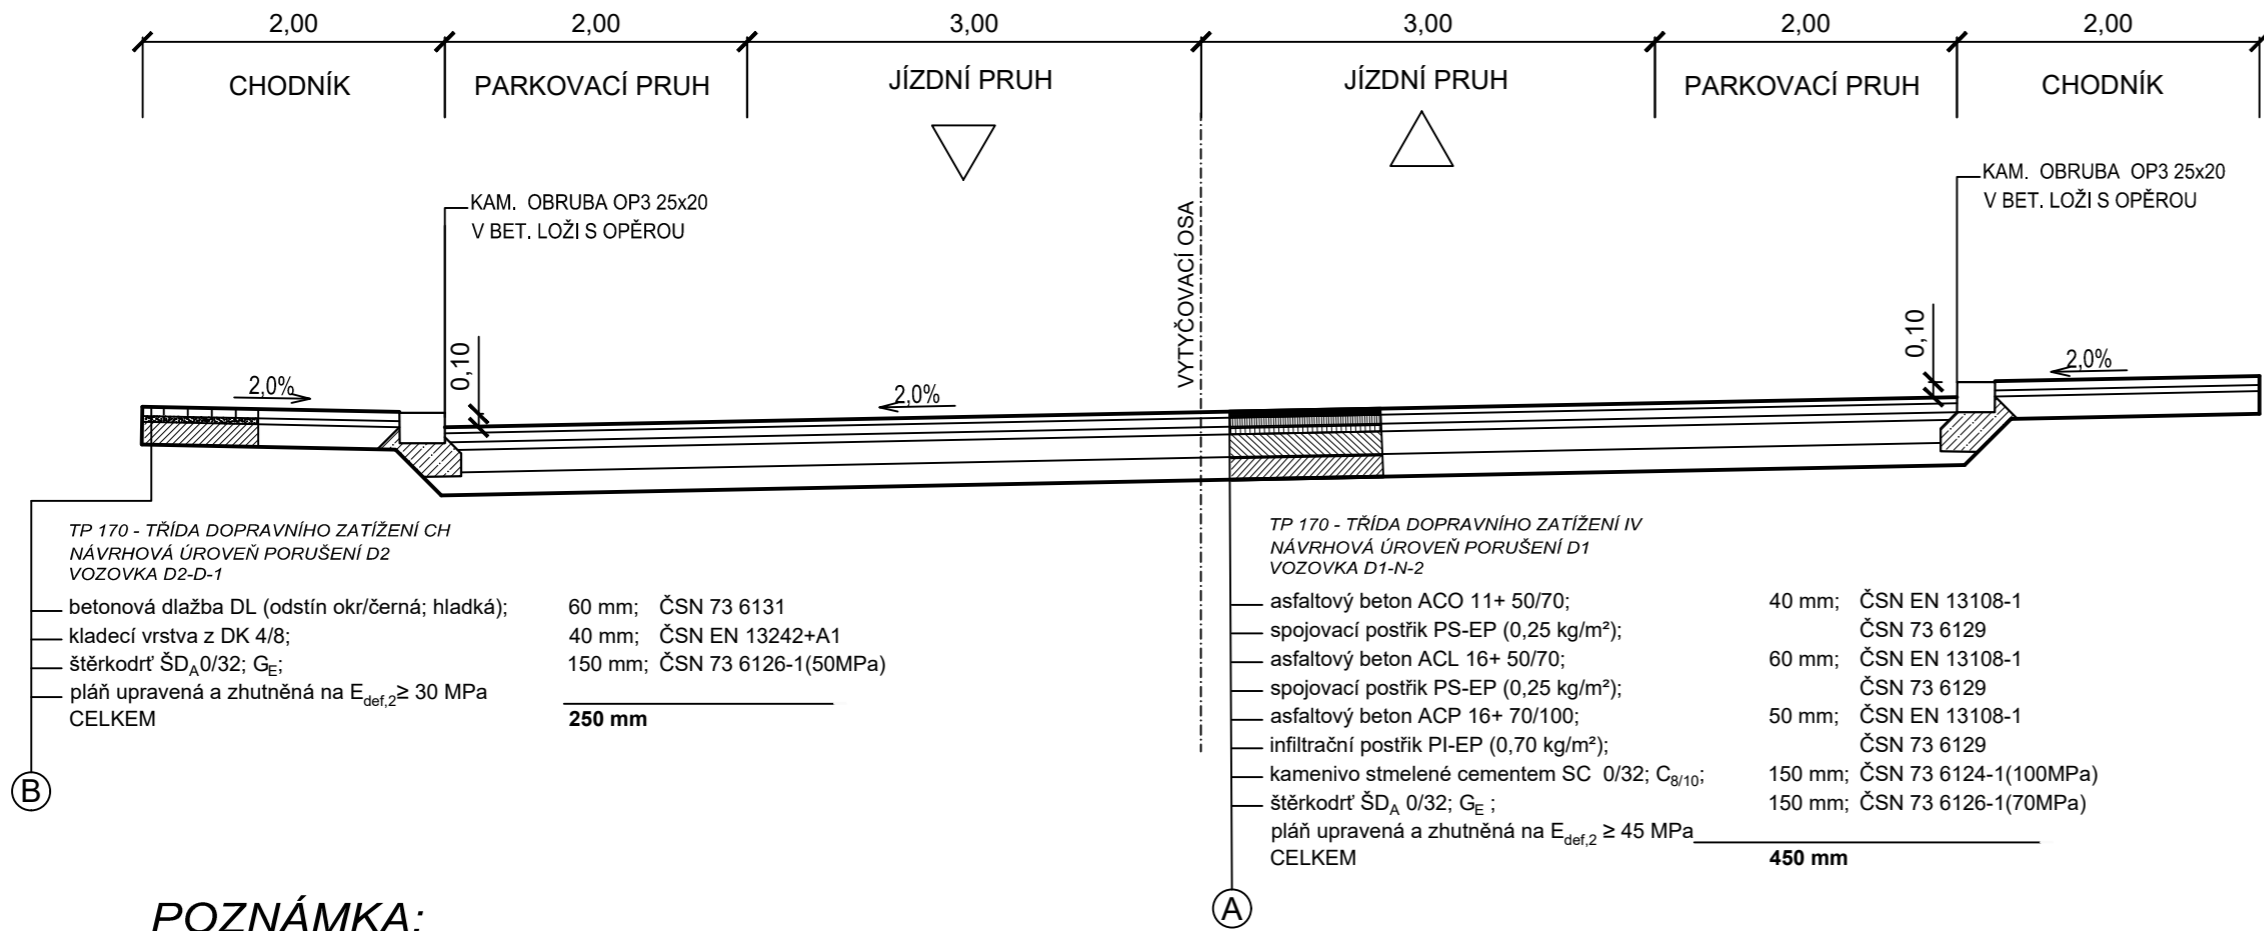 2,00 2,00 3,00 3,00 2,00 2,00
CHODNÍK PARKOVACÍ PRUH JÍZDNÍ PRUH JÍZDNÍ PRUH PARKOVACÍ PRUH CHODNÍK
KAM. OBRUBA OP3 25x20
V BET. LOŽI S OPĚROU
KAM. OBRUBA OP3 25x20
V BET. LOŽI S OPĚROU
VYTYČOVACÍ OSA
0,10
0,10
2,0%
2,0%
2,0%
TP 170 - TŘÍDA DOPRAVNÍHO ZATÍŽENÍ CH
NÁVRHOVÁ ÚROVEŇ PORUŠENÍ D2
VOZOVKA D2-D-1
betonová dlažba DL (odstín okr/černá; hladká); 60 mm; ČSN 73 6131
kladecí vrstva z DK 4/8; 40 mm; ČSN EN 13242+A1
štěrkodrť ŠD_A 0/32; G_E; 150 mm; ČSN 73 6126-1(50MPa)
pláň upravená a zhutněná na E_def,2 ≥ 30 MPa
CELKEM 250 mm
B
TP 170 - TŘÍDA DOPRAVNÍHO ZATÍŽENÍ IV
NÁVRHOVÁ ÚROVEŇ PORUŠENÍ D1
VOZOVKA D1-N-2
asfaltový beton ACO 11+ 50/70; 40 mm; ČSN EN 13108-1
spojovací postřik PS-EP (0,25 kg/m²); ČSN 73 6129
asfaltový beton ACL 16+ 50/70; 60 mm; ČSN EN 13108-1
spojovací postřik PS-EP (0,25 kg/m²); ČSN 73 6129
asfaltový beton ACP 16+ 70/100; 50 mm; ČSN EN 13108-1
infiltrační postřik PI-EP (0,70 kg/m²); ČSN 73 6129
kamenivo stmelené cementem SC 0/32; C_8/10; 150 mm; ČSN 73 6124-1(100MPa)
štěrkodrť ŠD_A 0/32; G_E ; 150 mm; ČSN 73 6126-1(70MPa)
pláň upravená a zhutněná na E_def,2 ≥ 45 MPa
CELKEM 450 mm
A
POZNÁMKA: